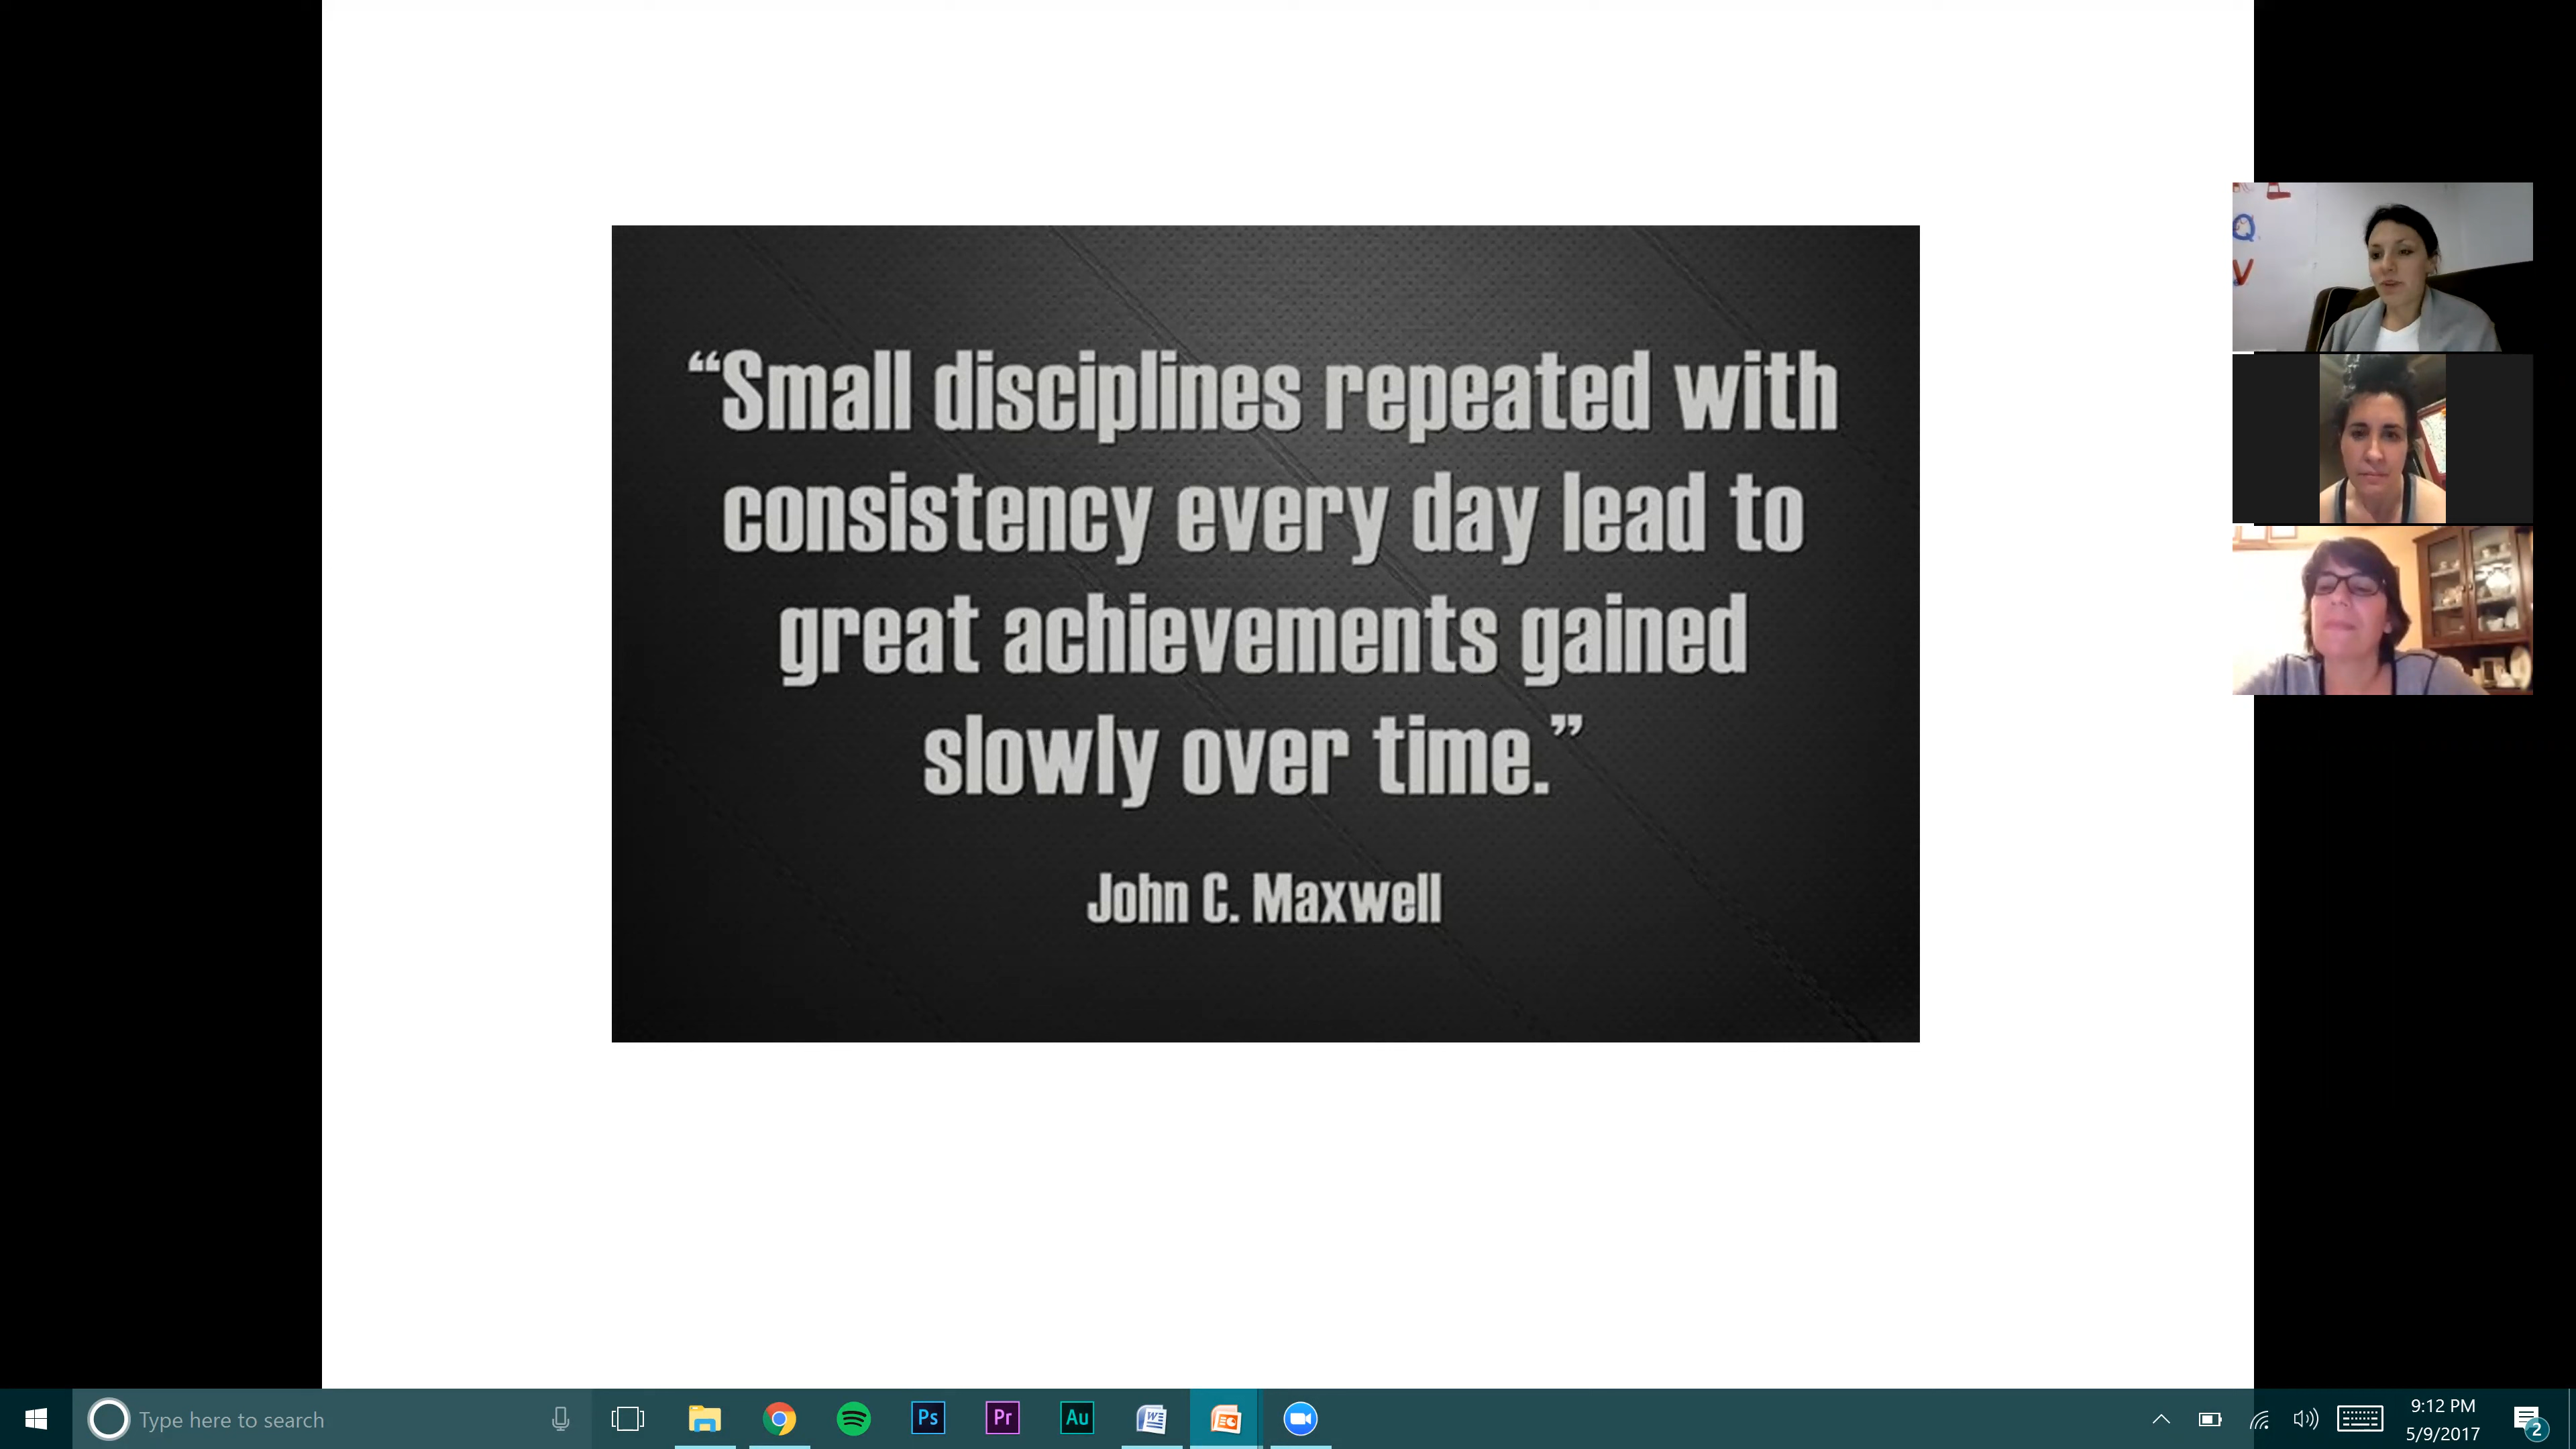 “Small disciplines repeated with
consistency every day lead to
great achievements gained
slowly over time.”
John C. Maxwell
Q
V
Type here to search
Ps
Pr
Au
W
9:12 PM
5/9/2017
2